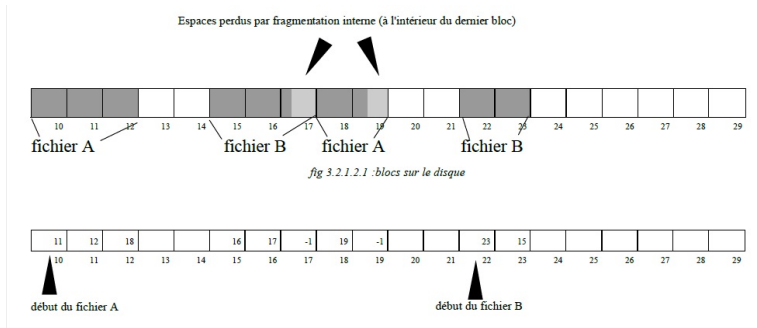 Espaces perdus par fragmentation interne (à l'intérieur du dernier bloc)
10 11 12 13 14 15 16 17 18 19 20 21 22 23 24 25 26 27 28 29
fichier A fichier B fichier A fichier B
fig 3.2.1.2.1 :blocs sur le disque
11 12 18 16 17 -1 19 -1 23 15
10 11 12 13 14 15 16 17 18 19 20 21 22 23 24 25 26 27 28 29
début du fichier A début du fichier B